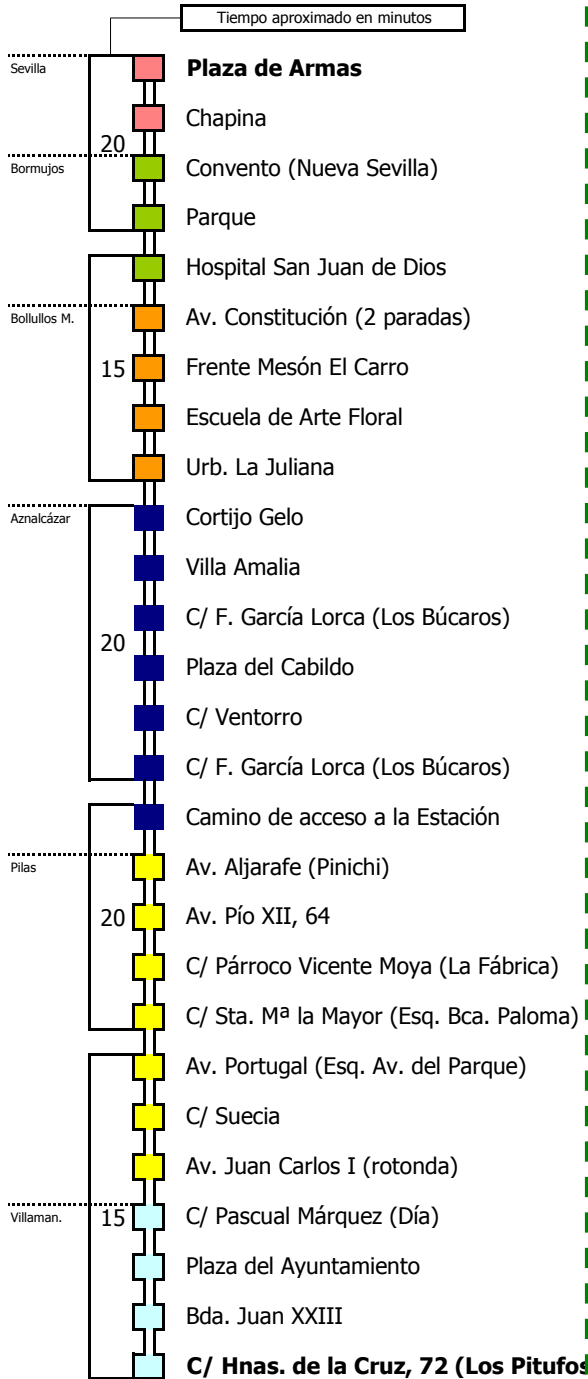 Tiempo aproximado en minutos
Sevilla
Plaza de Armas
Chapina
20
Bormujos
Convento (Nueva Sevilla)
Parque
Hospital San Juan de Dios
Bollullos M.
Av. Constitución (2 paradas)
15
Frente Mesón El Carro
Escuela de Arte Floral
Urb. La Juliana
Aznalcázar
Cortijo Gelo
Villa Amalia
C/ F. García Lorca (Los Búcaros)
20
Plaza del Cabildo
C/ Ventorro
C/ F. García Lorca (Los Búcaros)
Camino de acceso a la Estación
Pilas
Av. Aljarafe (Pinichi)
20
Av. Pío XII, 64
C/ Párroco Vicente Moya (La Fábrica)
C/ Sta. Mª la Mayor (Esq. Bca. Paloma)
Av. Portugal (Esq. Av. del Parque)
C/ Suecia
Av. Juan Carlos I (rotonda)
Villaman.
15
C/ Pascual Márquez (Día)
Plaza del Ayuntamiento
Bda. Juan XXIII
C/ Hnas. de la Cruz, 72 (Los Pitufos